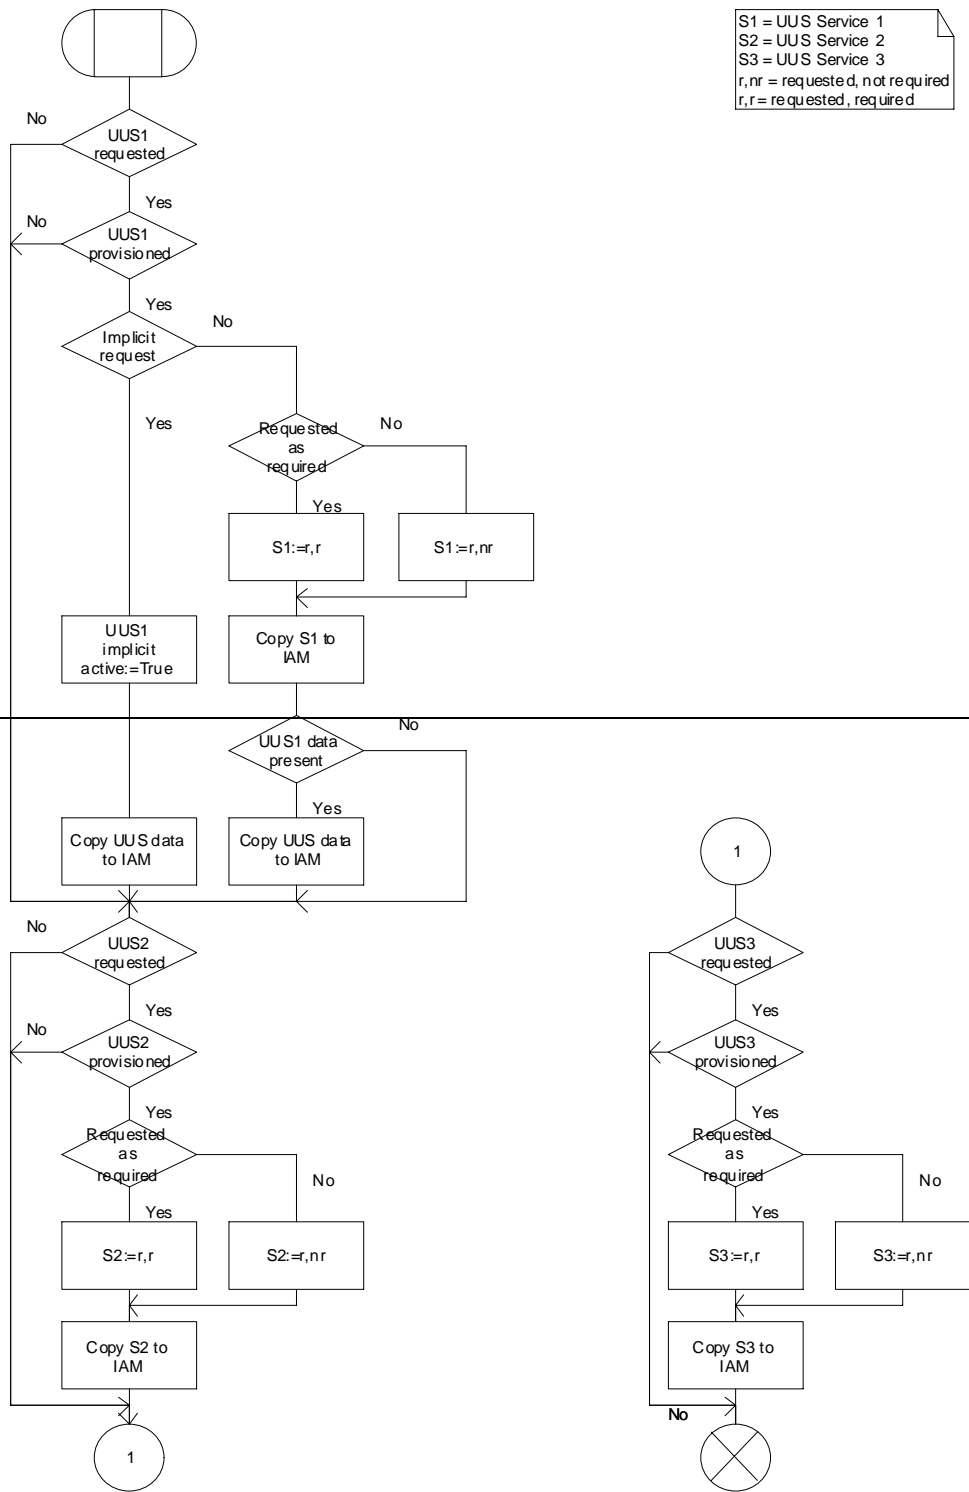 S1 = UUS Service 1
S2 = UUS Service 2
S3 = UUS Service 3
r,nr = requested, not required
r,r = requested, required
No
UUS1
requested
Yes
No
UUS1
provisioned
Yes
No
Implicit
request
Yes
No
Requested
as
required
Yes
S1:=r,r
S1:=r,nr
UUS1
implicit
active:=True
Copy S1 to
IAM
No
UUS1 data
present
Yes
Copy UUS data
to IAM
Copy UUS data
to IAM
1
No
UUS2
requested
Yes
No
UUS2
provisioned
Yes
Requested
as
required
No
Yes
S2:=r,r
S2:=r,nr
Copy S2 to
IAM
1
UUS3
requested
Yes
UUS3
provisioned
Yes
Requested
as
required
No
Yes
S3:=r,r
S3:=r,nr
Copy S3 to
IAM
No